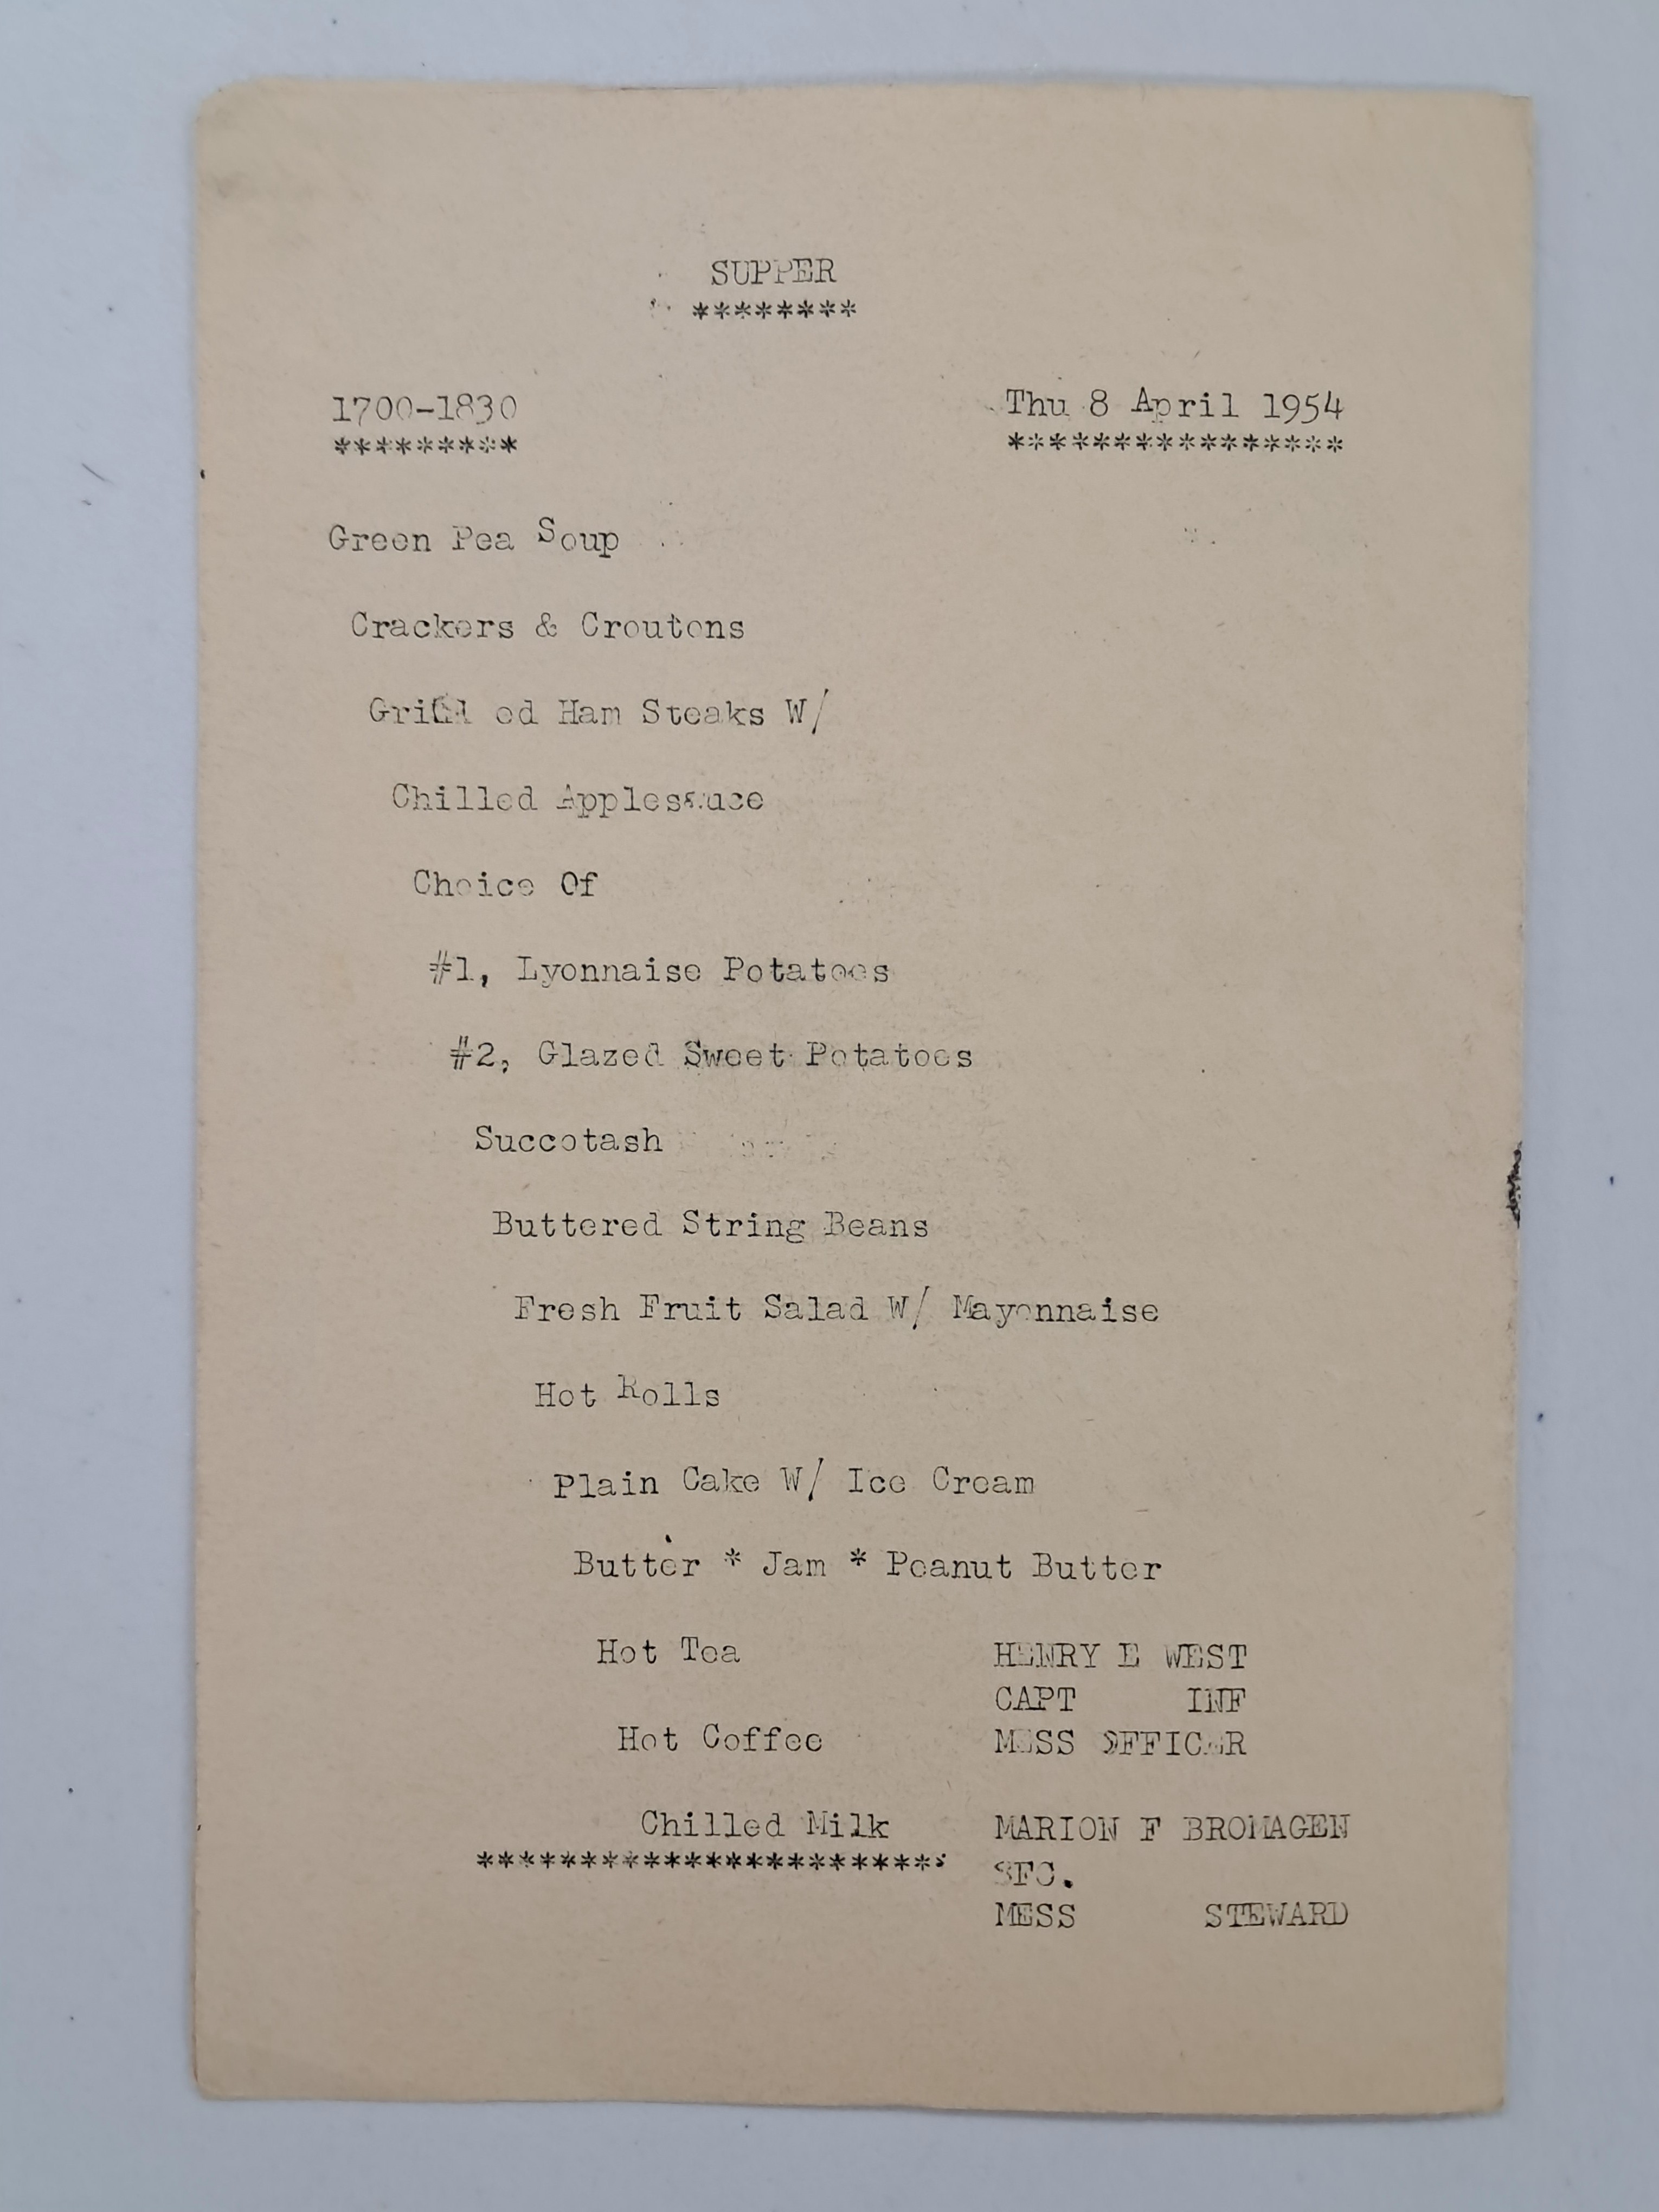 SUPPER
********
1700-1830 Thu 8 April 1954
********* ****************
Green Pea Soup
Crackers & Croutons
Grilled Ham Steaks W/
Chilled Applesauce
Choice Of
#1, Lyonnaise Potatoes
#2, Glazed Sweet Potatoes
Succotash
Buttered String Beans
Fresh Fruit Salad W/ Mayonnaise
Hot Rolls
Plain Cake W/ Ice Cream
Butter * Jam * Peanut Butter
Hot Tea
Hot Coffee
Chilled Milk
**********************
HENRY E WEST
CAPT INF
MESS OFFICER
MARION F BROMAGEN
SFC.
MESS STEWARD